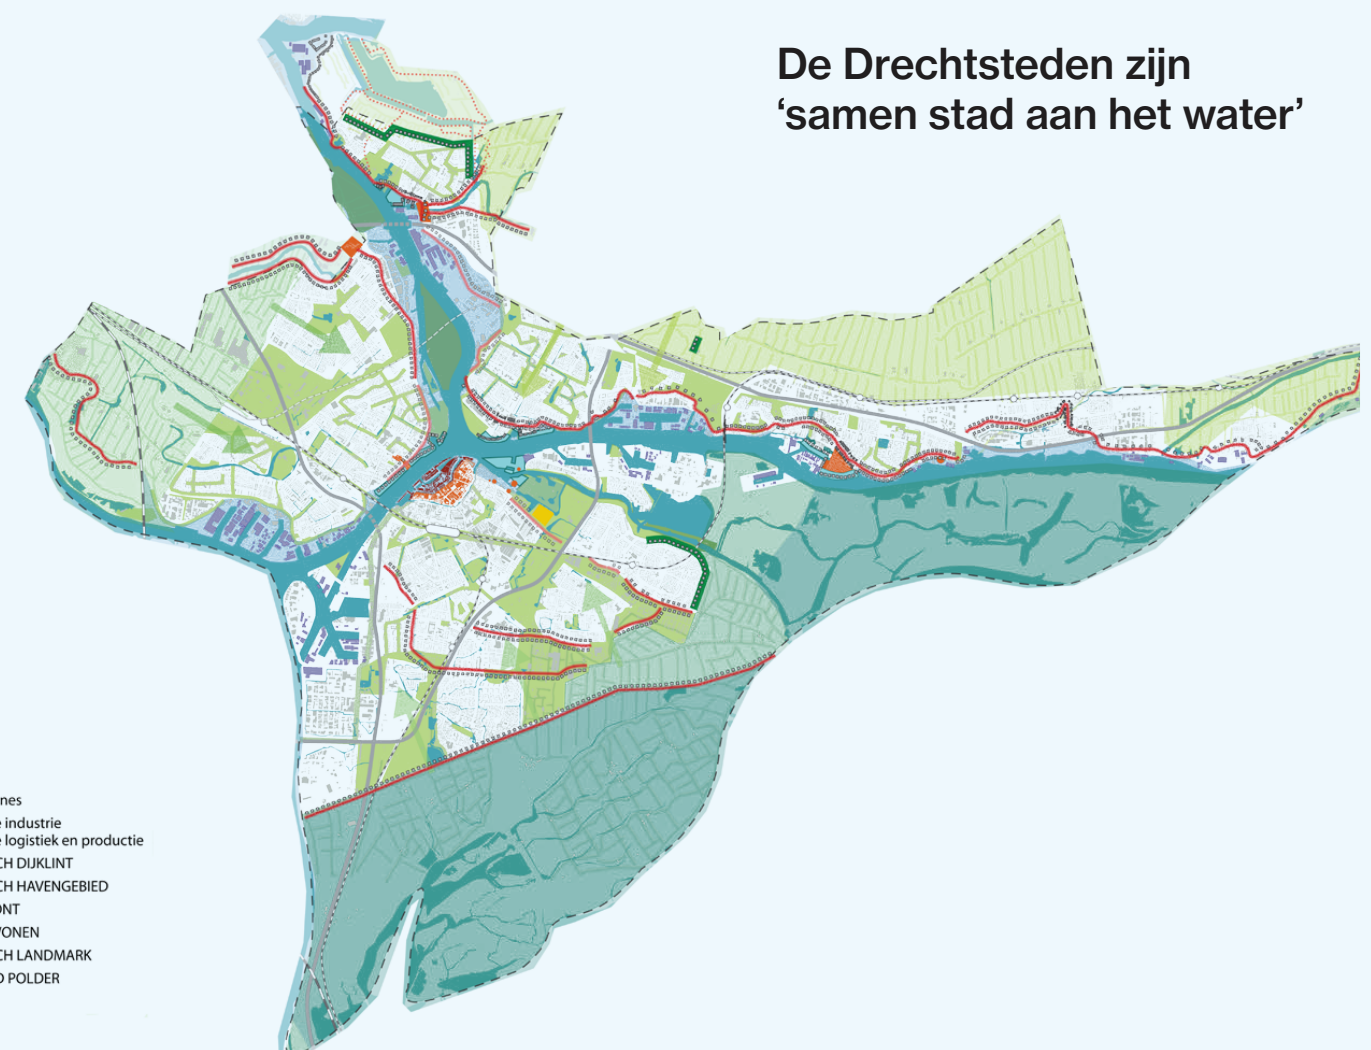 De Drechtsteden zijn
‘samen stad aan het water’
nes
e industrie
e logistiek en productie
CH DIJKLINT
CH HAVENGEBIED
ONT
WONEN
CH LANDMARK
D POLDER